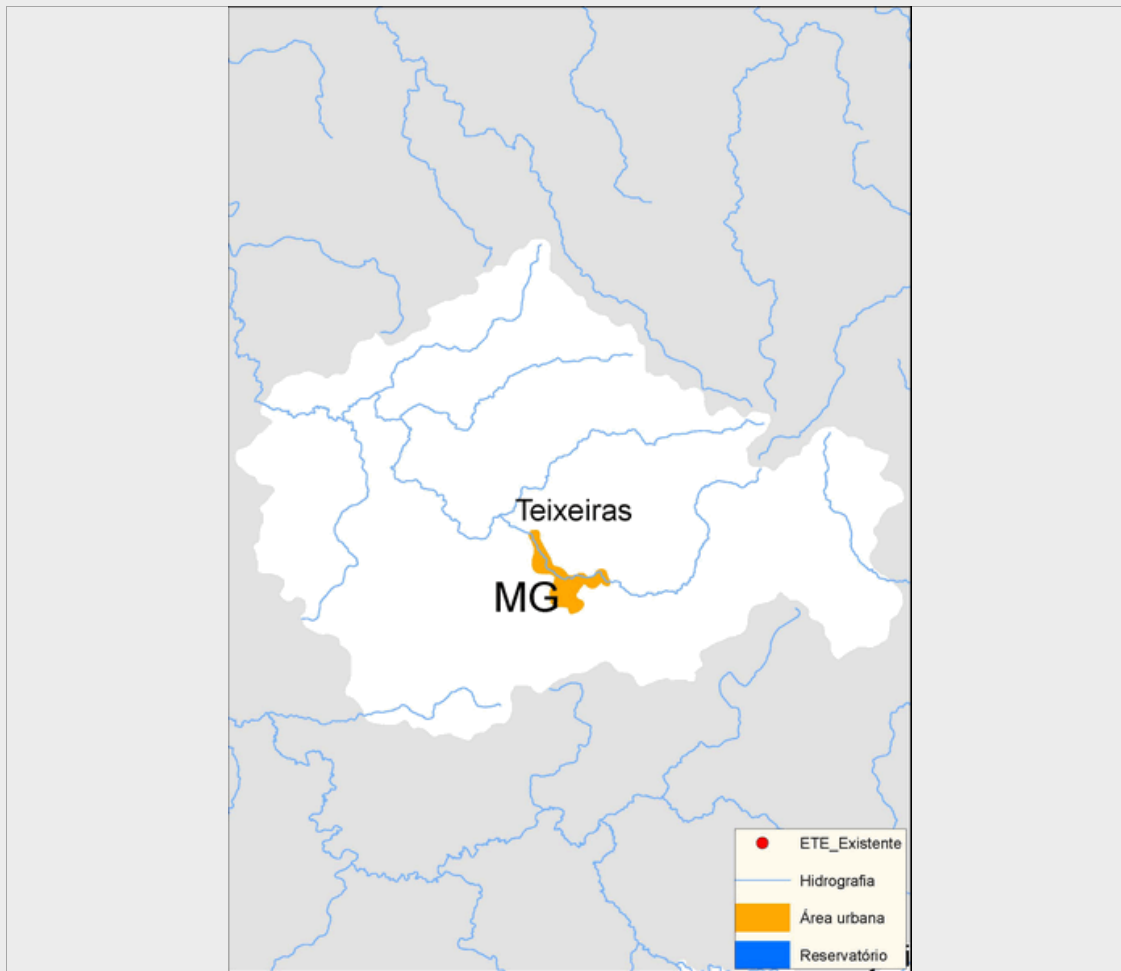 Teixeiras
MG
ETE_Existente
Hidrografia
Área urbana
Reservatório